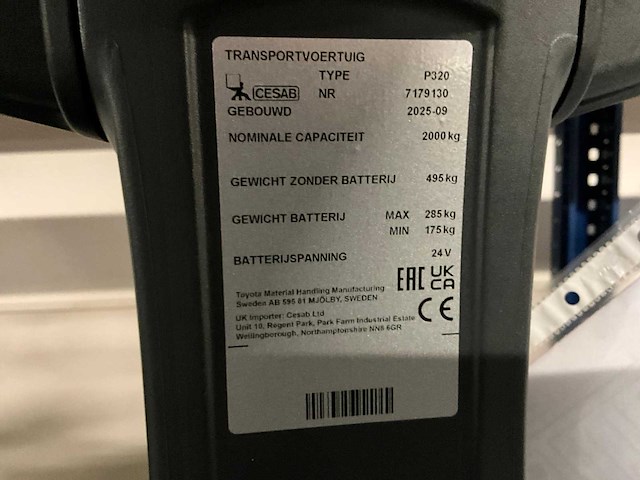 TRANSPORTVOERTUIG
TYPE P320
CESAB NR 7179130
GEBOUWD 2025-09
NOMINALE CAPACITEIT 2000 kg
GEWICHT ZONDER BATTERIJ 495 kg
GEWICHT BATTERIJ MAX 285 kg
MIN 175 kg
BATTERIJSPANNING 24 V
EAC UK CA
Toyota Material Handling Manufacturing
Sweden AB 595 81 MJÖLBY, SWEDEN
CE
UK Importer: Cesab Ltd
Unit 10, Regent Park, Park Farm Industrial Estate
Wellingborough, Northamptonshire NN8 6GR